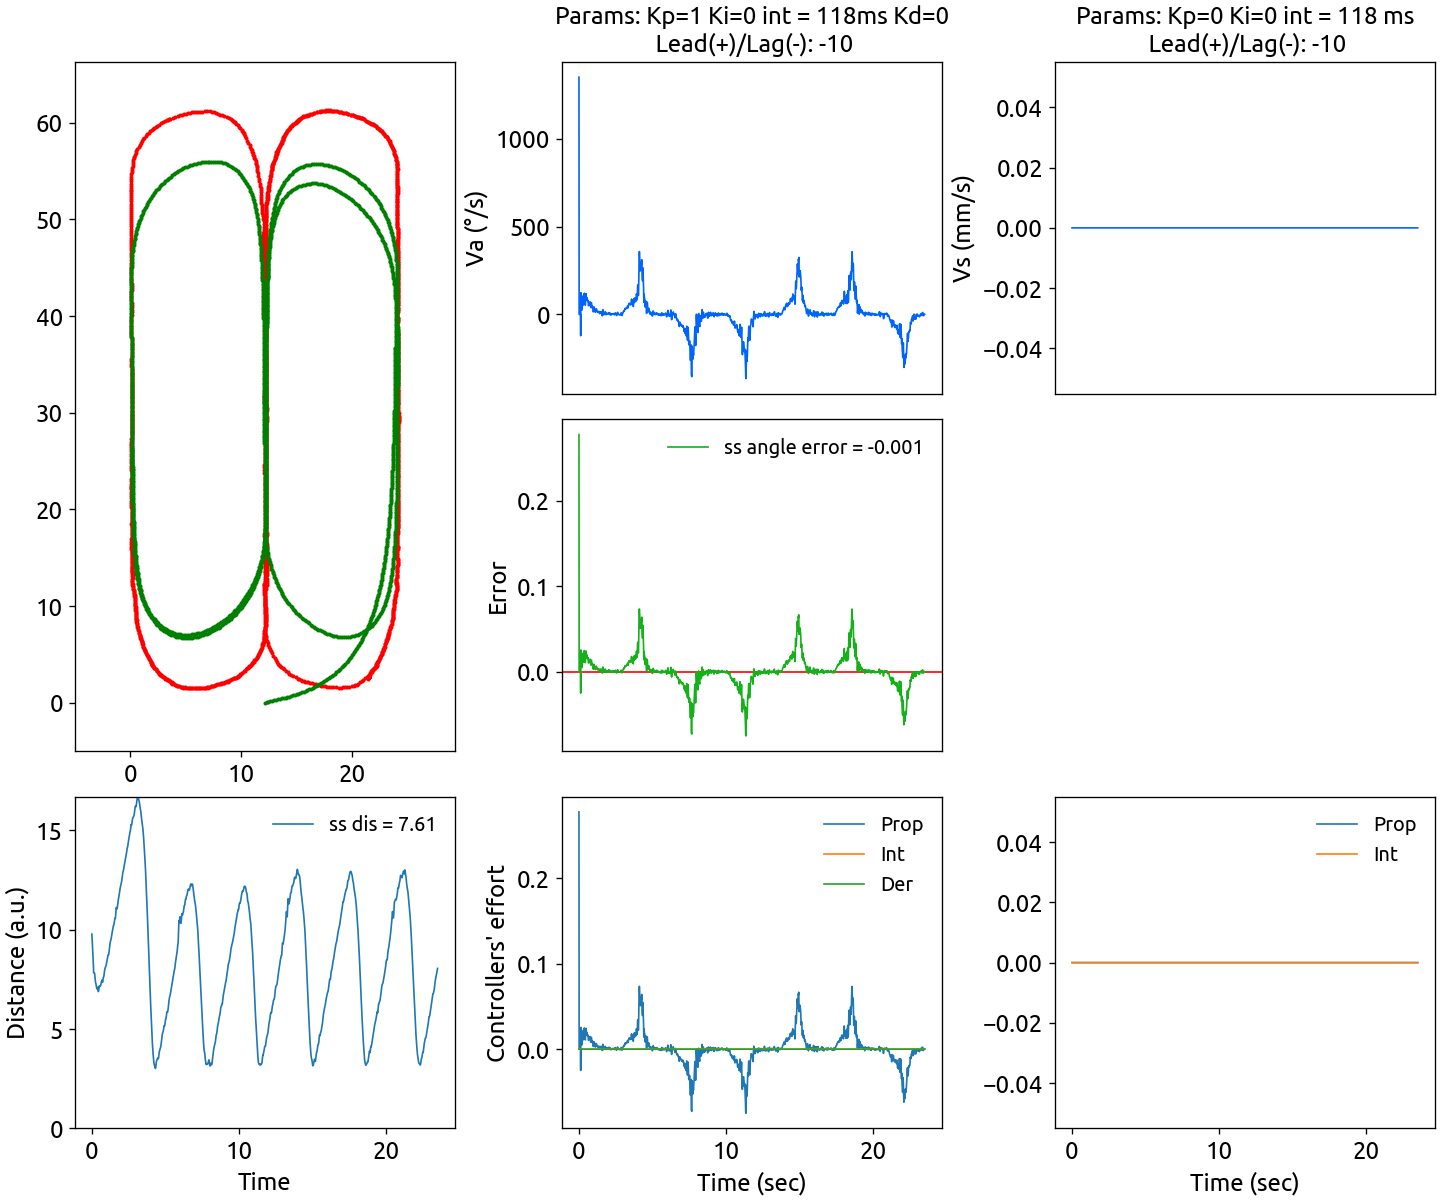 Params: Kp=1 Ki=0 int = 118ms Kd=0
Lead(+)/Lag(-): -10
Params: Kp=0 Ki=0 int = 118 ms
Lead(+)/Lag(-): -10
60
50
40
30
20
10
0
0
10
20
Va (°/s)
1000
500
0
Vs (mm/s)
0.04
0.02
0.00
−0.02
−0.04
Error
0.2
0.1
0.0
ss angle error = -0.001
Distance (a.u.)
15
10
5
0
ss dis = 7.61
0
10
20
Time
Controllers' effort
0.2
0.1
0.0
Prop
Int
Der
0
10
20
Time (sec)
0.04
0.02
0.00
−0.02
−0.04
Prop
Int
0
10
20
Time (sec)